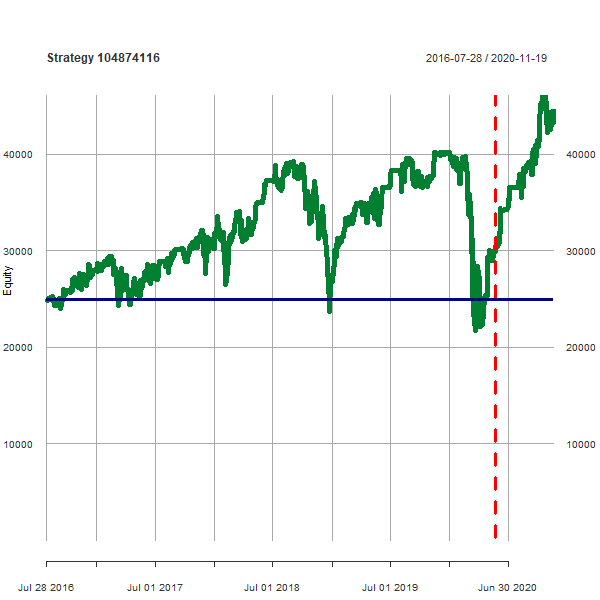 Strategy 104874116
2016-07-28 / 2020-11-19
40000
40000
30000
30000
Equity
20000
20000
10000
10000
Jul 28 2016
Jul 01 2017
Jul 01 2018
Jul 01 2019
Jun 30 2020